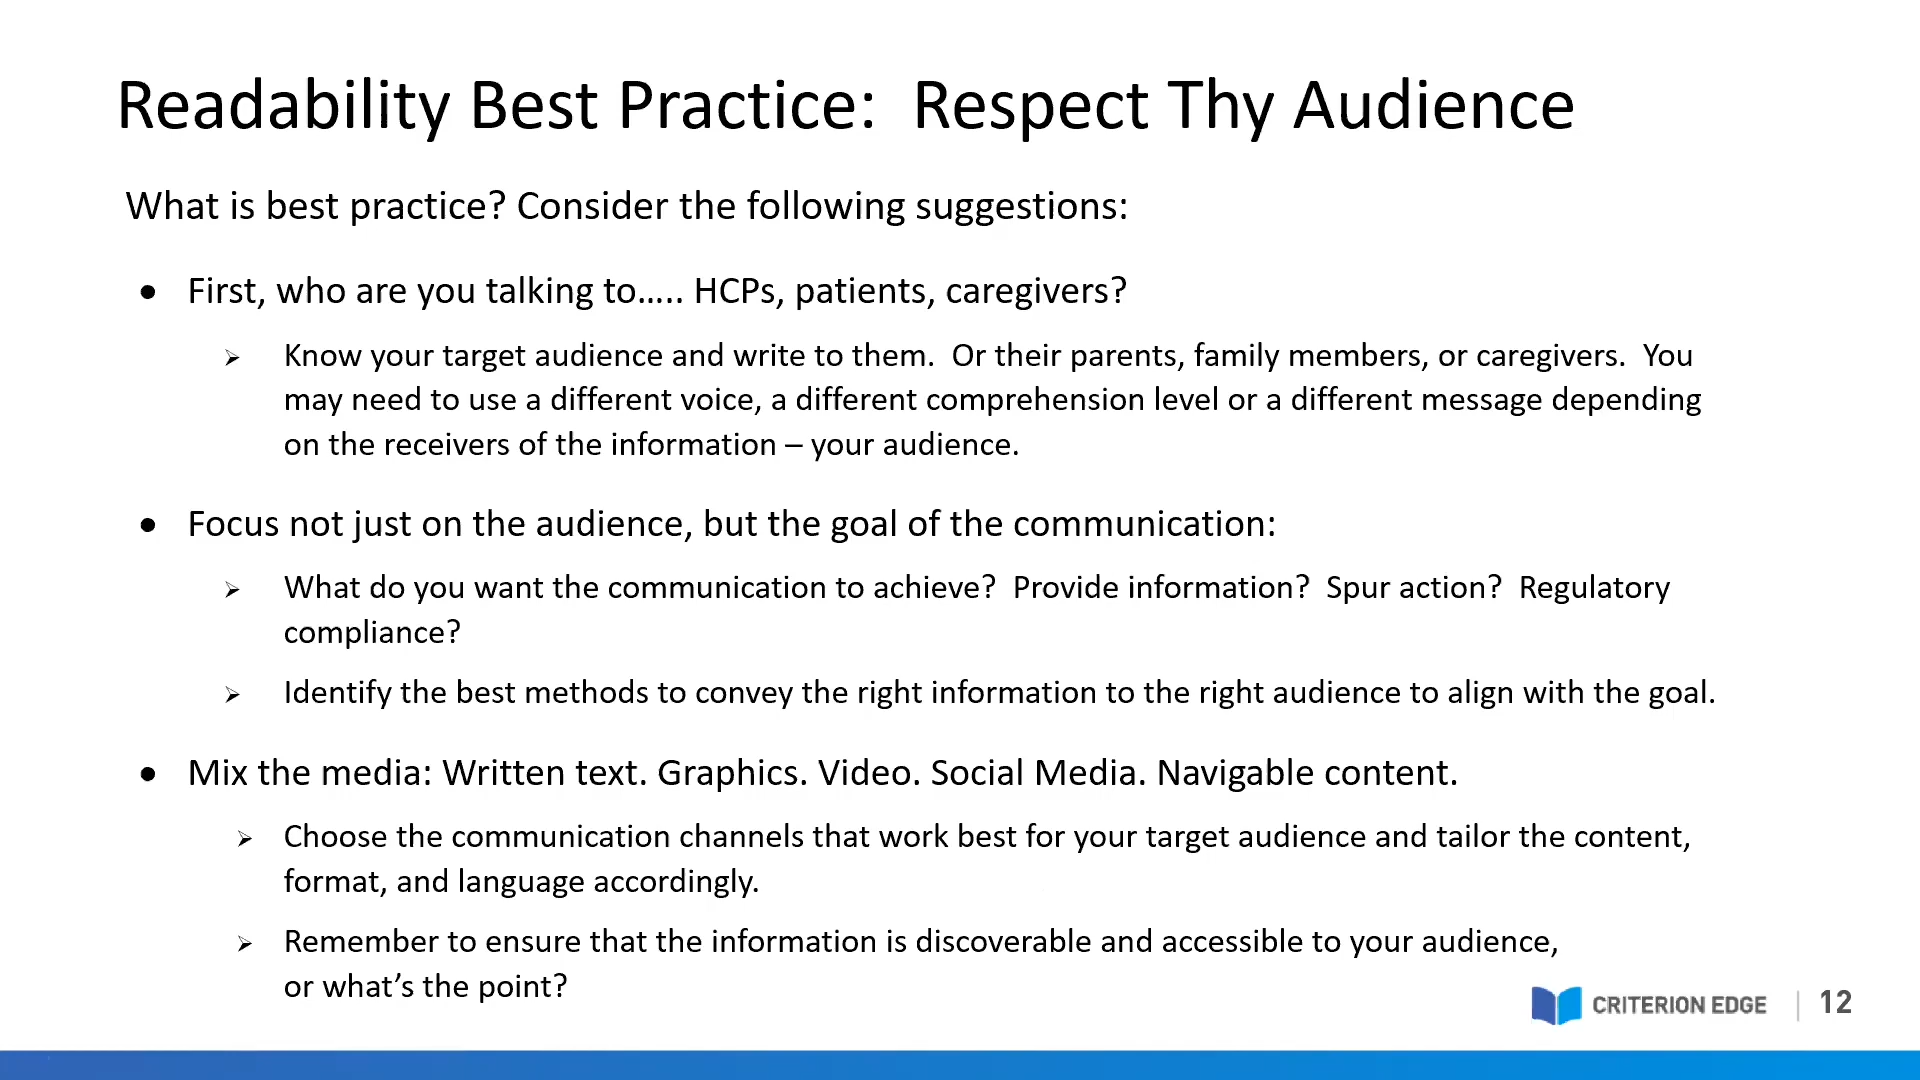 Readability Best Practice:  Respect Thy Audience
What is best practice? Consider the following suggestions:
• First, who are you talking to….. HCPs, patients, caregivers?
➢ Know your target audience and write to them.  Or their parents, family members, or caregivers.  You
may need to use a different voice, a different comprehension level or a different message depending
on the receivers of the information – your audience.
• Focus not just on the audience, but the goal of the communication:
➢ What do you want the communication to achieve?  Provide information?  Spur action?  Regulatory
compliance?
➢ Identify the best methods to convey the right information to the right audience to align with the goal.
• Mix the media: Written text. Graphics. Video. Social Media. Navigable content.
➢ Choose the communication channels that work best for your target audience and tailor the content,
format, and language accordingly.
➢ Remember to ensure that the information is discoverable and accessible to your audience,
or what’s the point?
CRITERION EDGE | 12